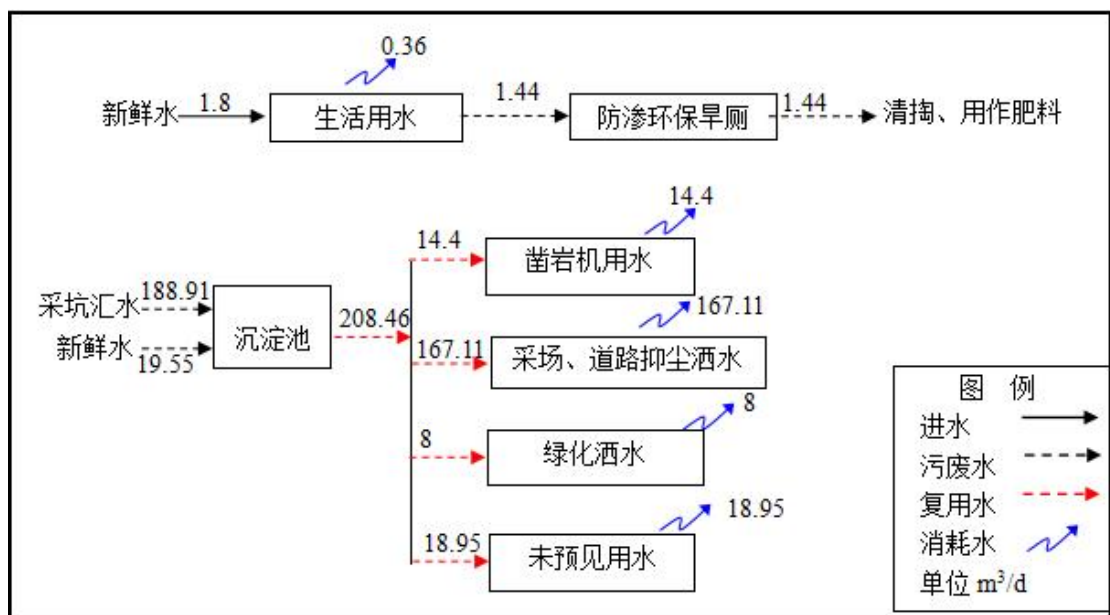 0.36
新鲜水 1.8 生活用水 1.44 防渗环保旱厕 1.44 清掏、用作肥料
14.4
14.4 凿岩机用水
采坑汇水 188.91
新鲜水 19.55
沉淀池 208.46
167.11
167.11 采场、道路抑尘洒水
8
8 绿化洒水
18.95
18.95 未预见用水
图 例
进水
污废水
复用水
消耗水
单位 m³/d